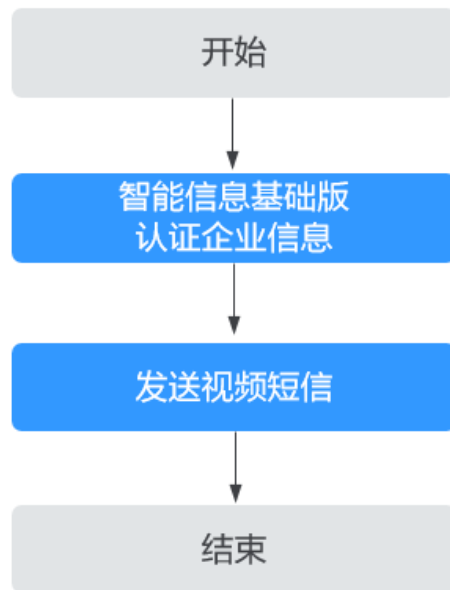 开始
智能信息基础版
认证企业信息
发送视频短信
结束